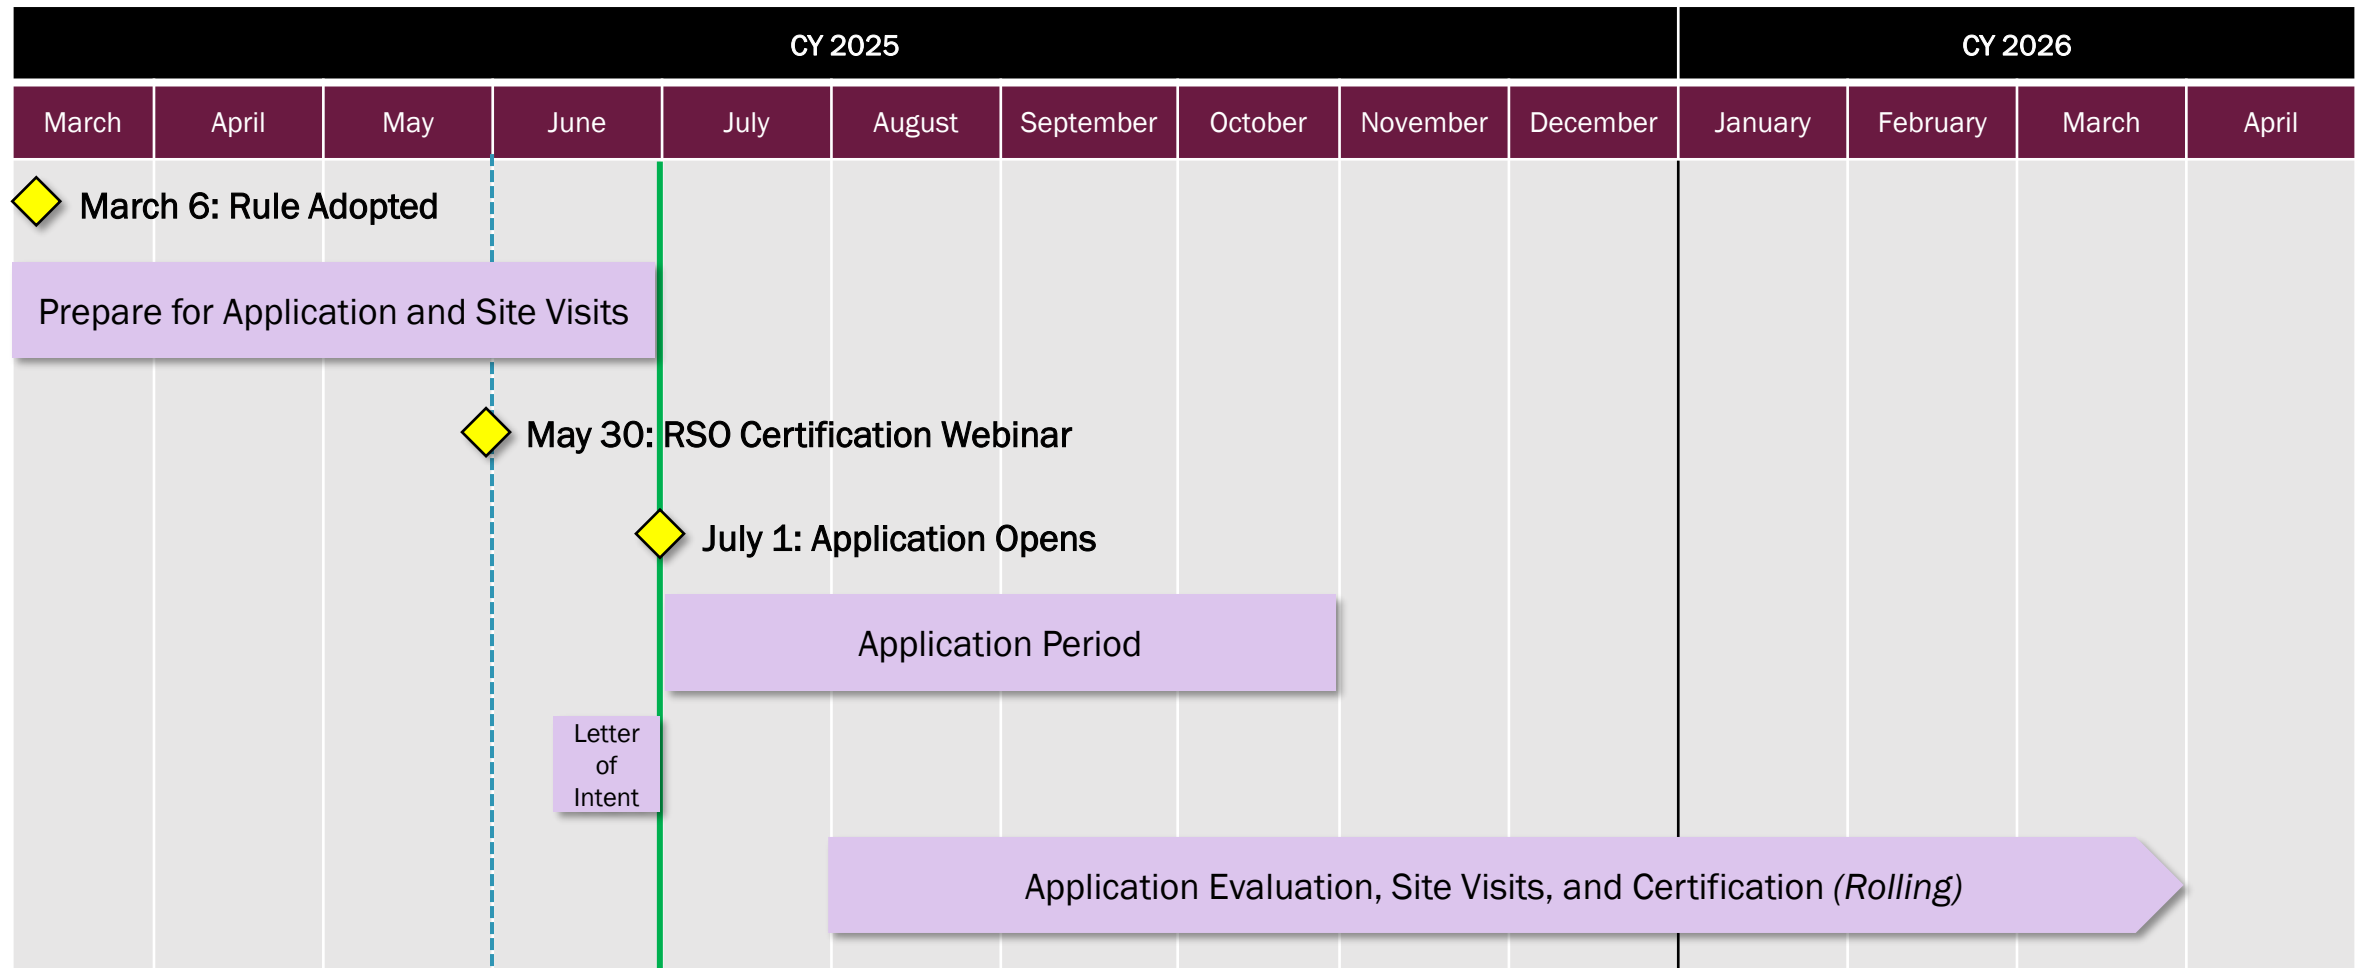 CY 2025
CY 2026
March
April
May
June
July
August
September
October
November
December
January
February
March
April
March 6: Rule Adopted
Prepare for Application and Site Visits
May 30: RSO Certification Webinar
July 1: Application Opens
Application Period
Letter
of
Intent
Application Evaluation, Site Visits, and Certification (Rolling)